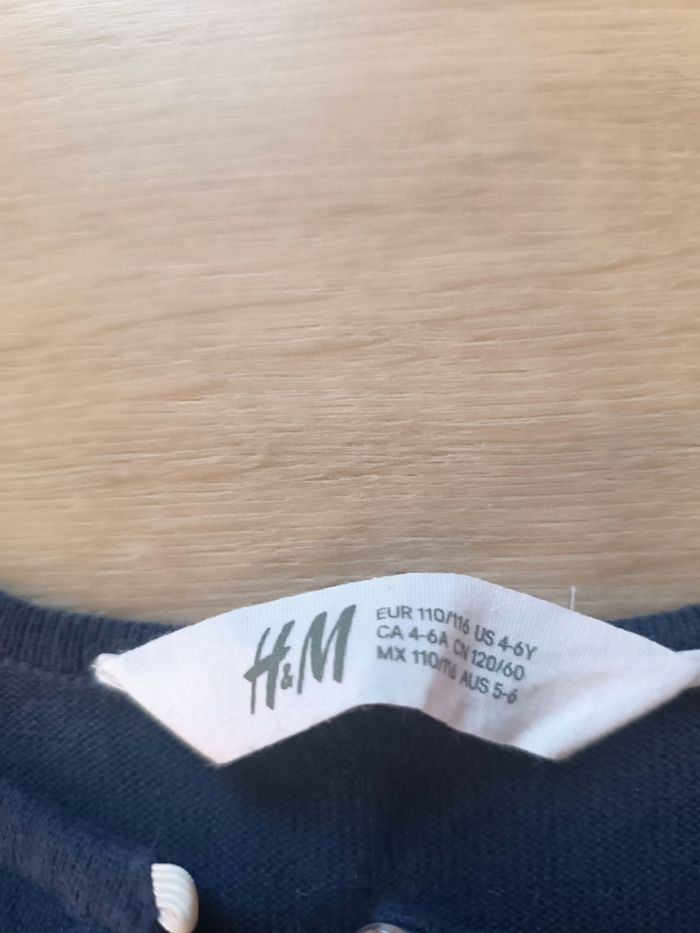 H&M
EUR 110/116 US 4-6Y
CA 4-6A CN 120/60
MX 110/116 AUS 5-6